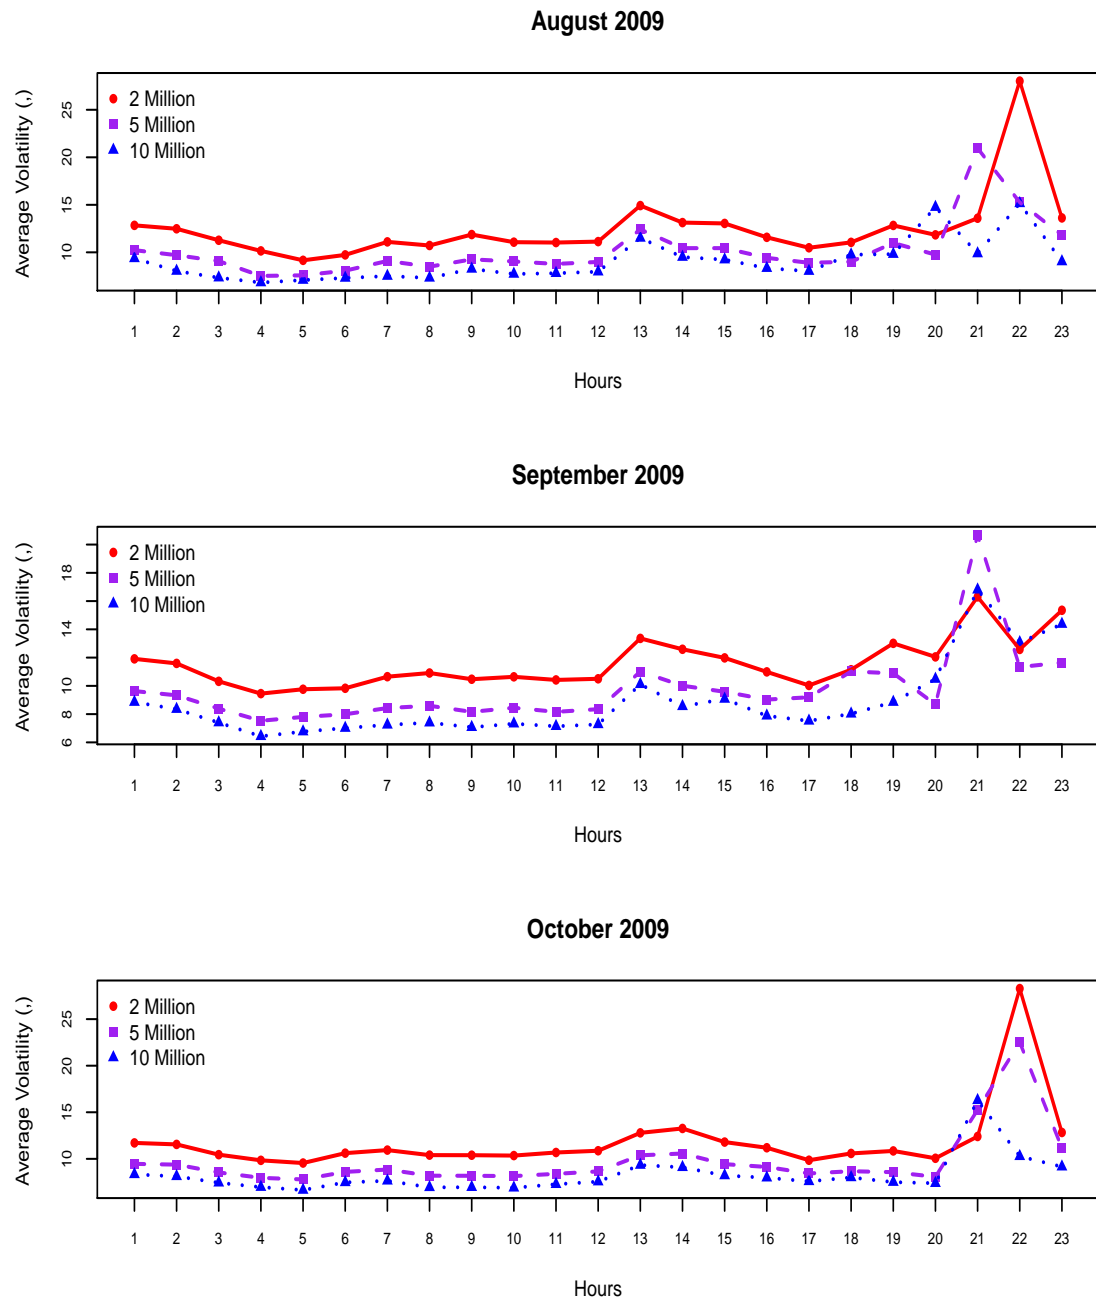 August 2009
Average Volatility (,)
25
20
15
10
2 Million
5 Million
10 Million
1 2 3 4 5 6 7 8 9 10 11 12 13 14 15 16 17 18 19 20 21 22 23
Hours
September 2009
Average Volatility (,)
18
14
10
8
6
2 Million
5 Million
10 Million
1 2 3 4 5 6 7 8 9 10 11 12 13 14 15 16 17 18 19 20 21 22 23
Hours
October 2009
Average Volatility (,)
25
20
15
10
2 Million
5 Million
10 Million
1 2 3 4 5 6 7 8 9 10 11 12 13 14 15 16 17 18 19 20 21 22 23
Hours